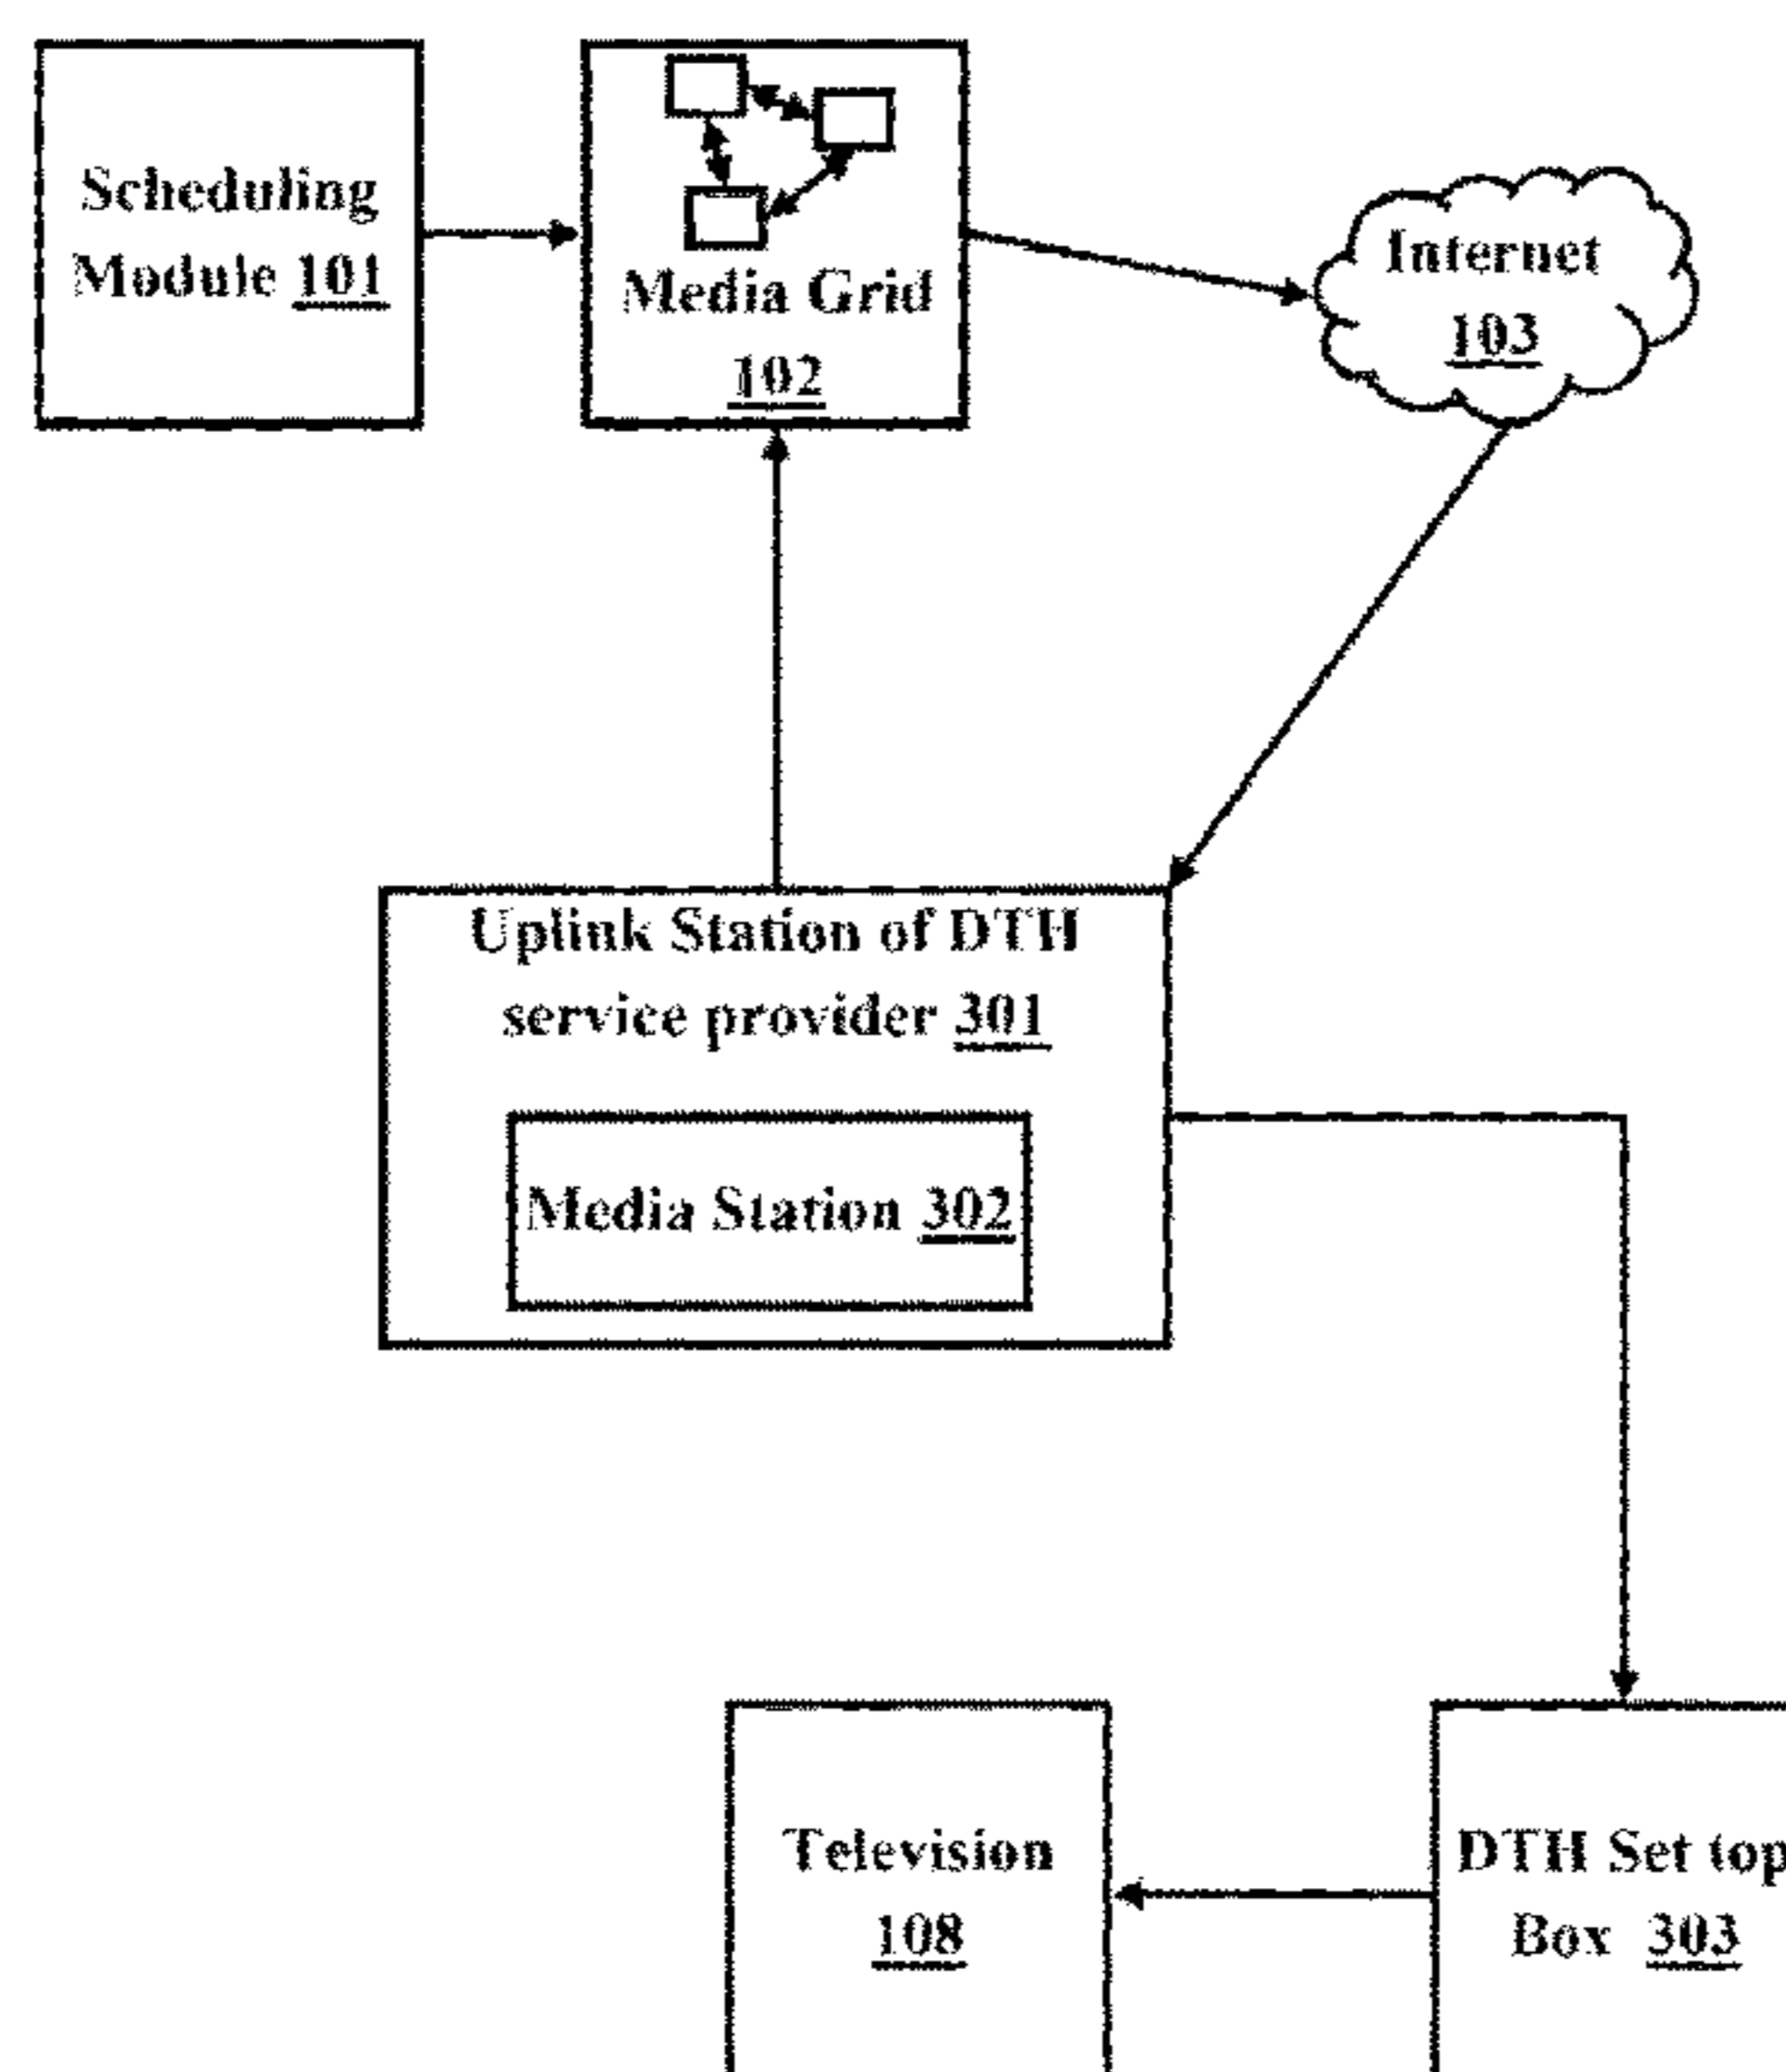 Scheduling
Module 101
Media Grid
102
Internet
103
Uplink Station of DTH
service provider 301
Media Station 302
Television
108
DTH Set top
Box 303